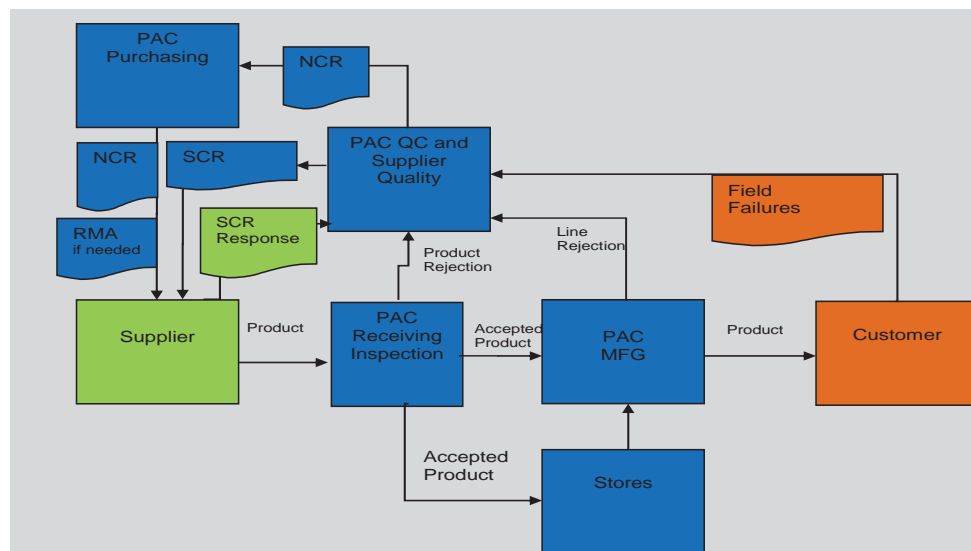 PAC
Purchasing
NCR
PAC QC and
Supplier
Quality
NCR
SCR
Field
Failures
RMA
if needed
SCR
Response
Product
Rejection
Line
Rejection
Supplier
Product
PAC
Receiving
Inspection
Accepted
Product
PAC
MFG
Product
Customer
Accepted
Product
Stores